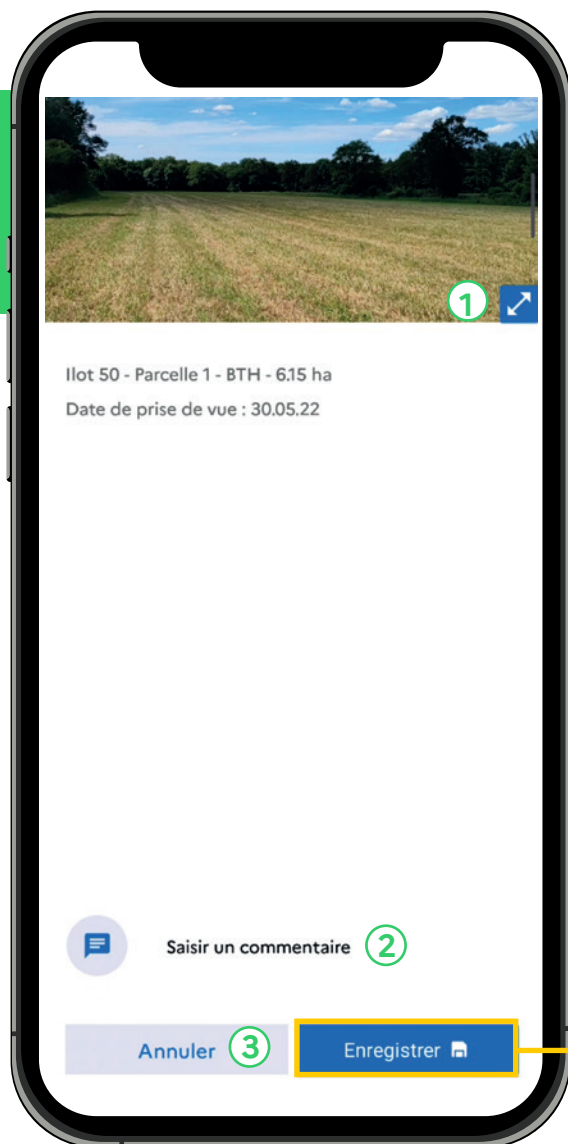 1
Ilot 50 - Parcelle 1 - BTH - 6.15 ha
Date de prise de vue : 30.05.22
Saisir un commentaire 2
Annuler 3 Enregistrer